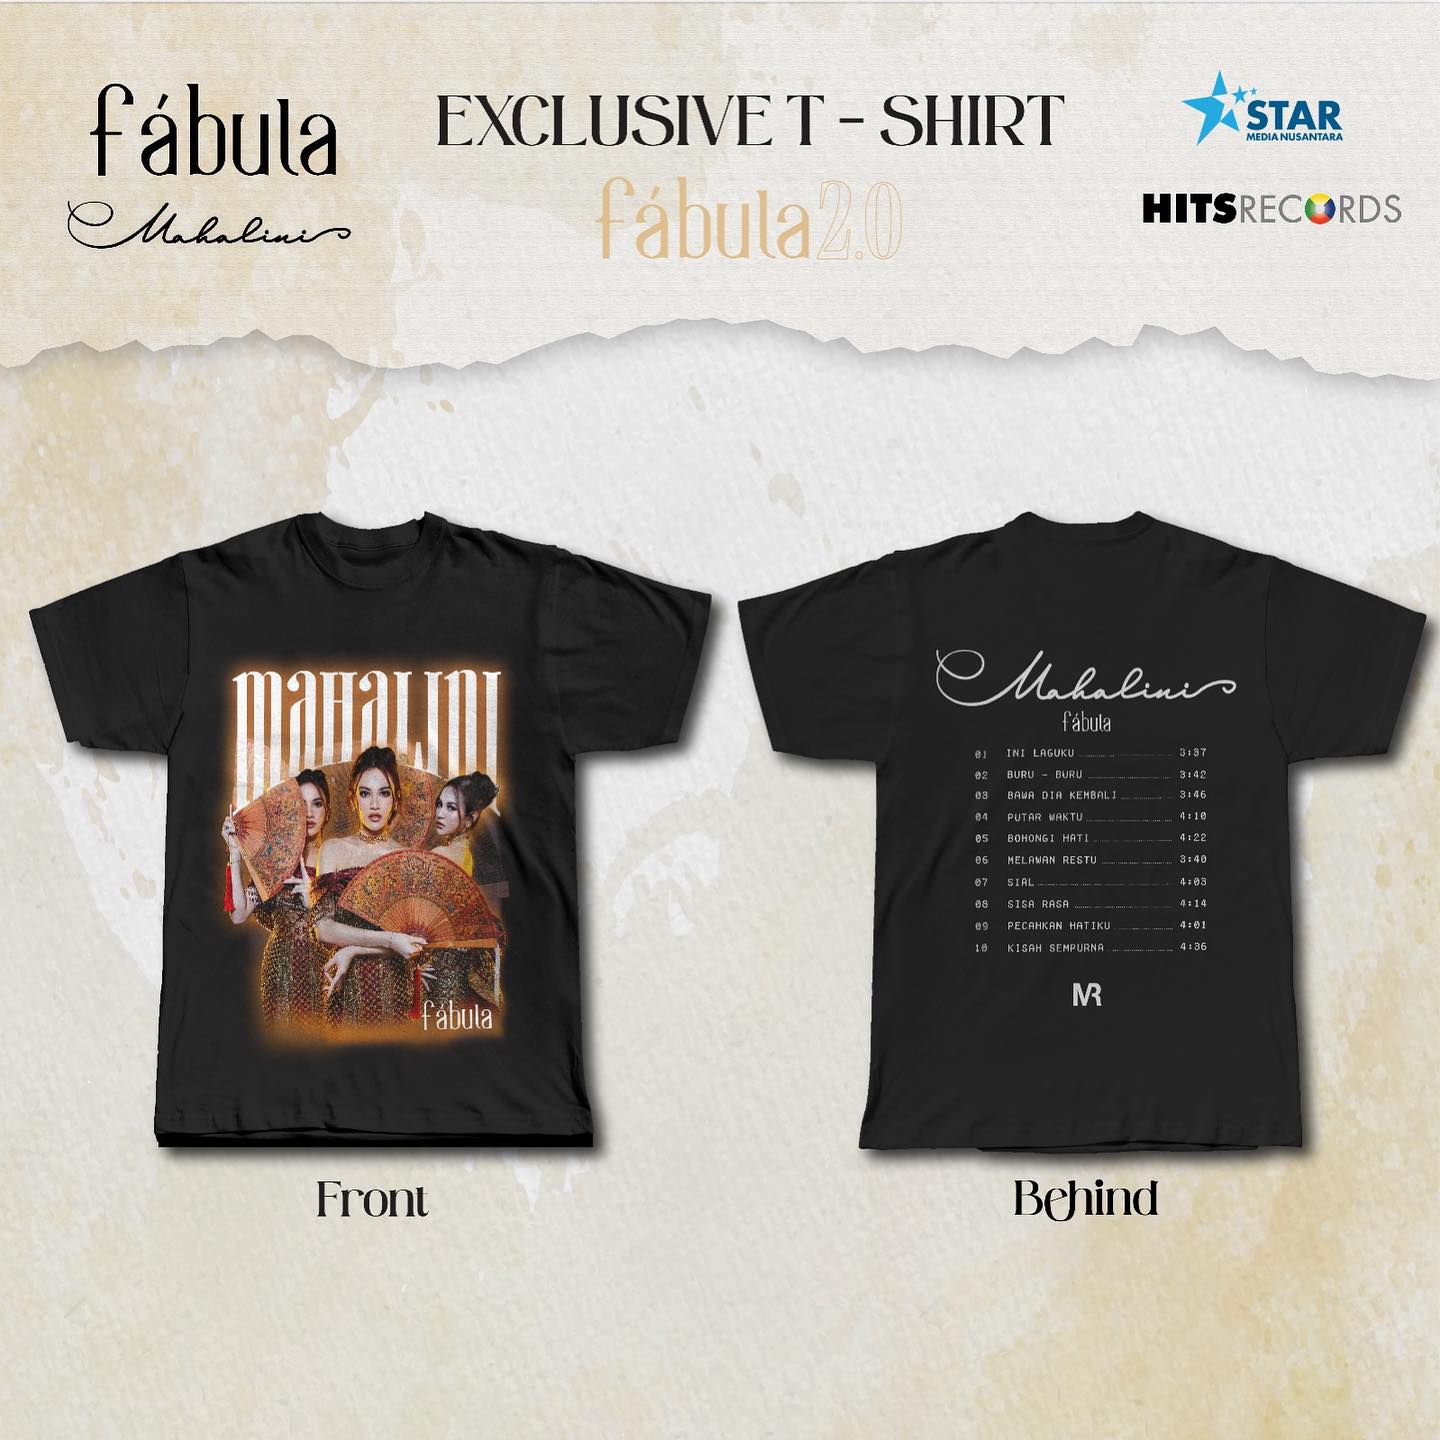 fábula
Mahalini
EXCLUSIVE T - SHIRT
fábula2.0
STAR
MEDIA NUSANTARA
HITSRECORDS
MAHALINI
fábula
Front
Mahalini
fábula
01 INI LAGUKU 3:37
02 BURU - BURU 3:42
03 BAWA DIA KEMBALI 3:46
04 PUTAR WAKTU 4:10
05 BOHONGI HATI 4:22
06 MELAWAN RESTU 3:40
07 SIAL 4:03
08 SISA RASA 4:14
09 PECAHKAN HATIKU 4:01
10 KISAH SEMPURNA 4:36
MR
Behind